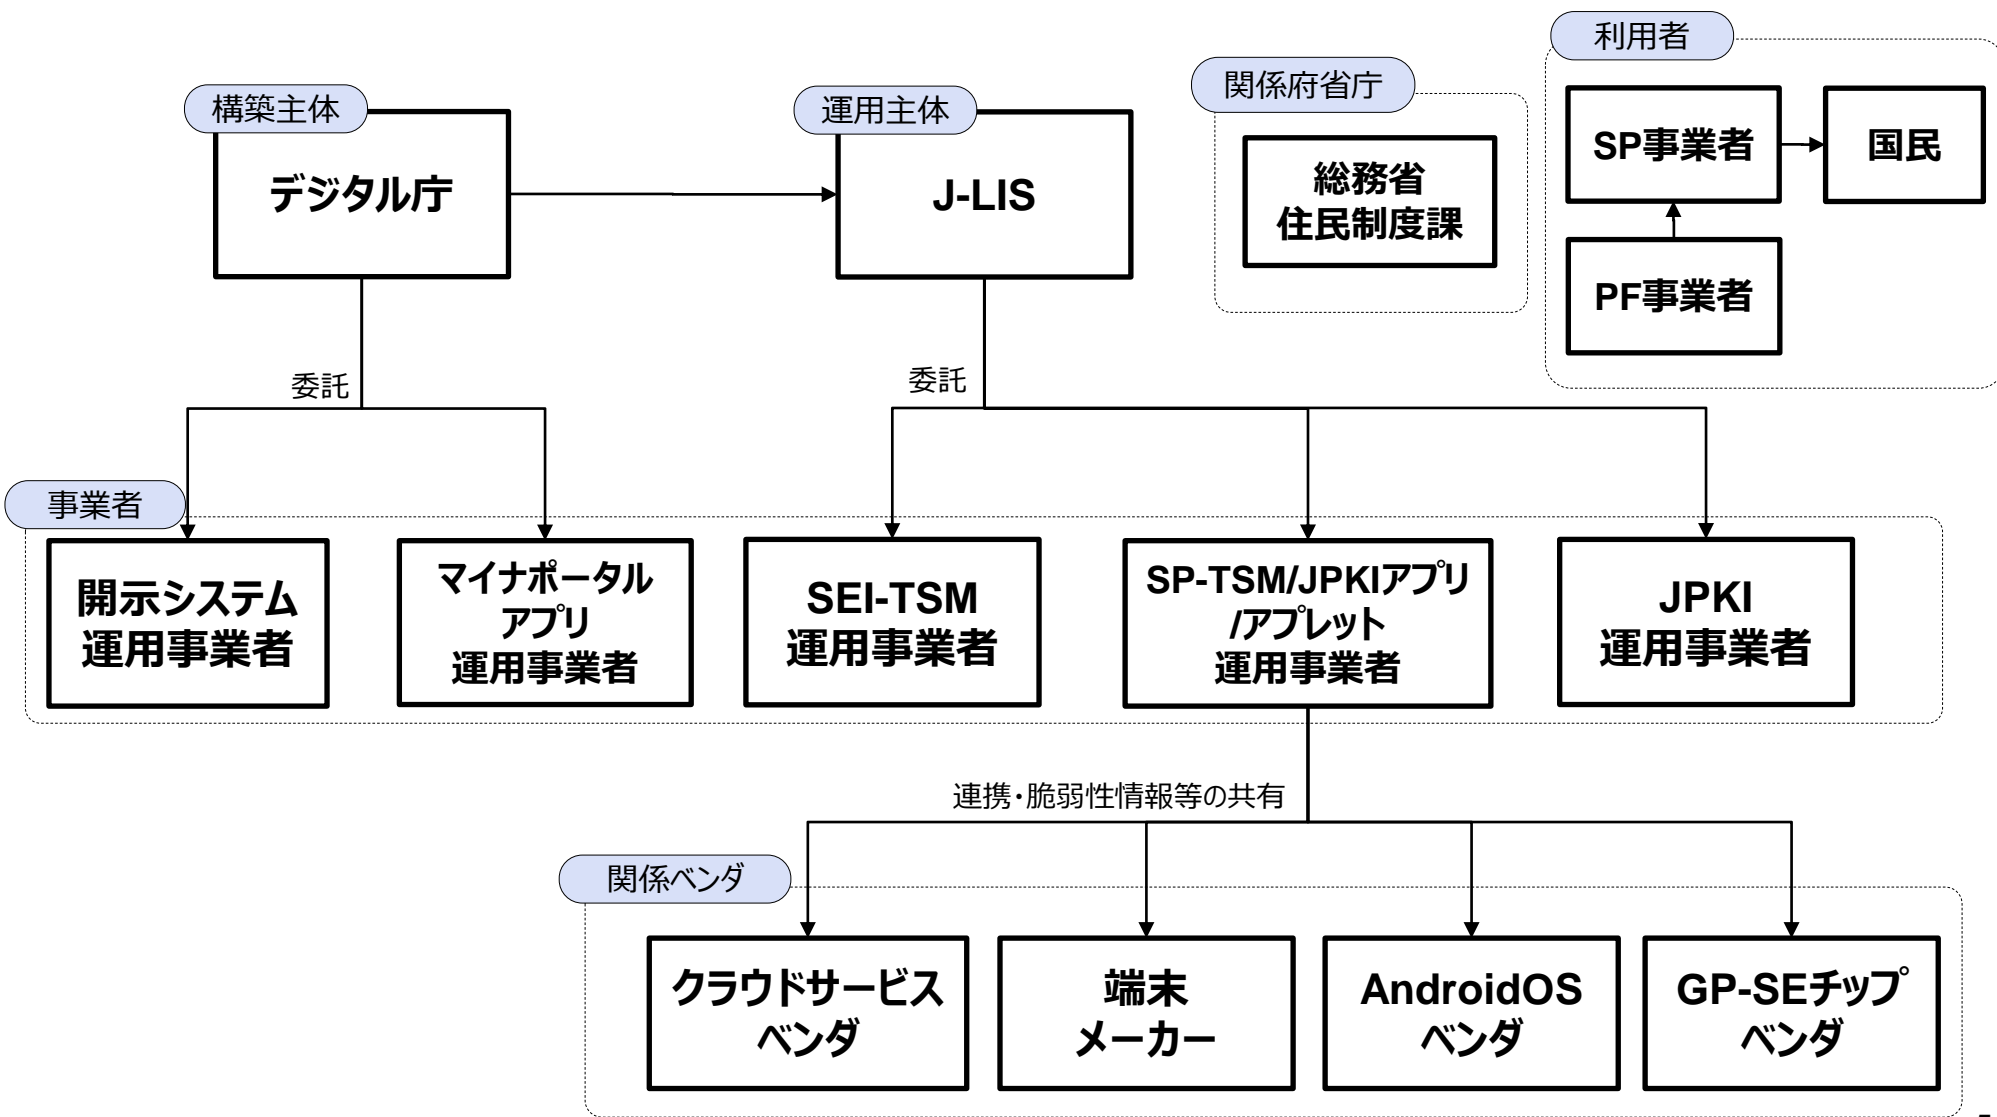 利用者
関係府省庁
構築主体
運用主体
デジタル庁
J-LIS
総務省
住民制度課
SP事業者
国民
PF事業者
委託
委託
事業者
開示システム
運用事業者
マイナポータル
アプリ
運用事業者
SEI-TSM
運用事業者
SP-TSM/JPKIアプリ
/アプレット
運用事業者
JPKI
運用事業者
連携・脆弱性情報等の共有
関係ベンダ
クラウドサービス
ベンダ
端末
メーカー
AndroidOS
ベンダ
GP-SEチップ
ベンダ